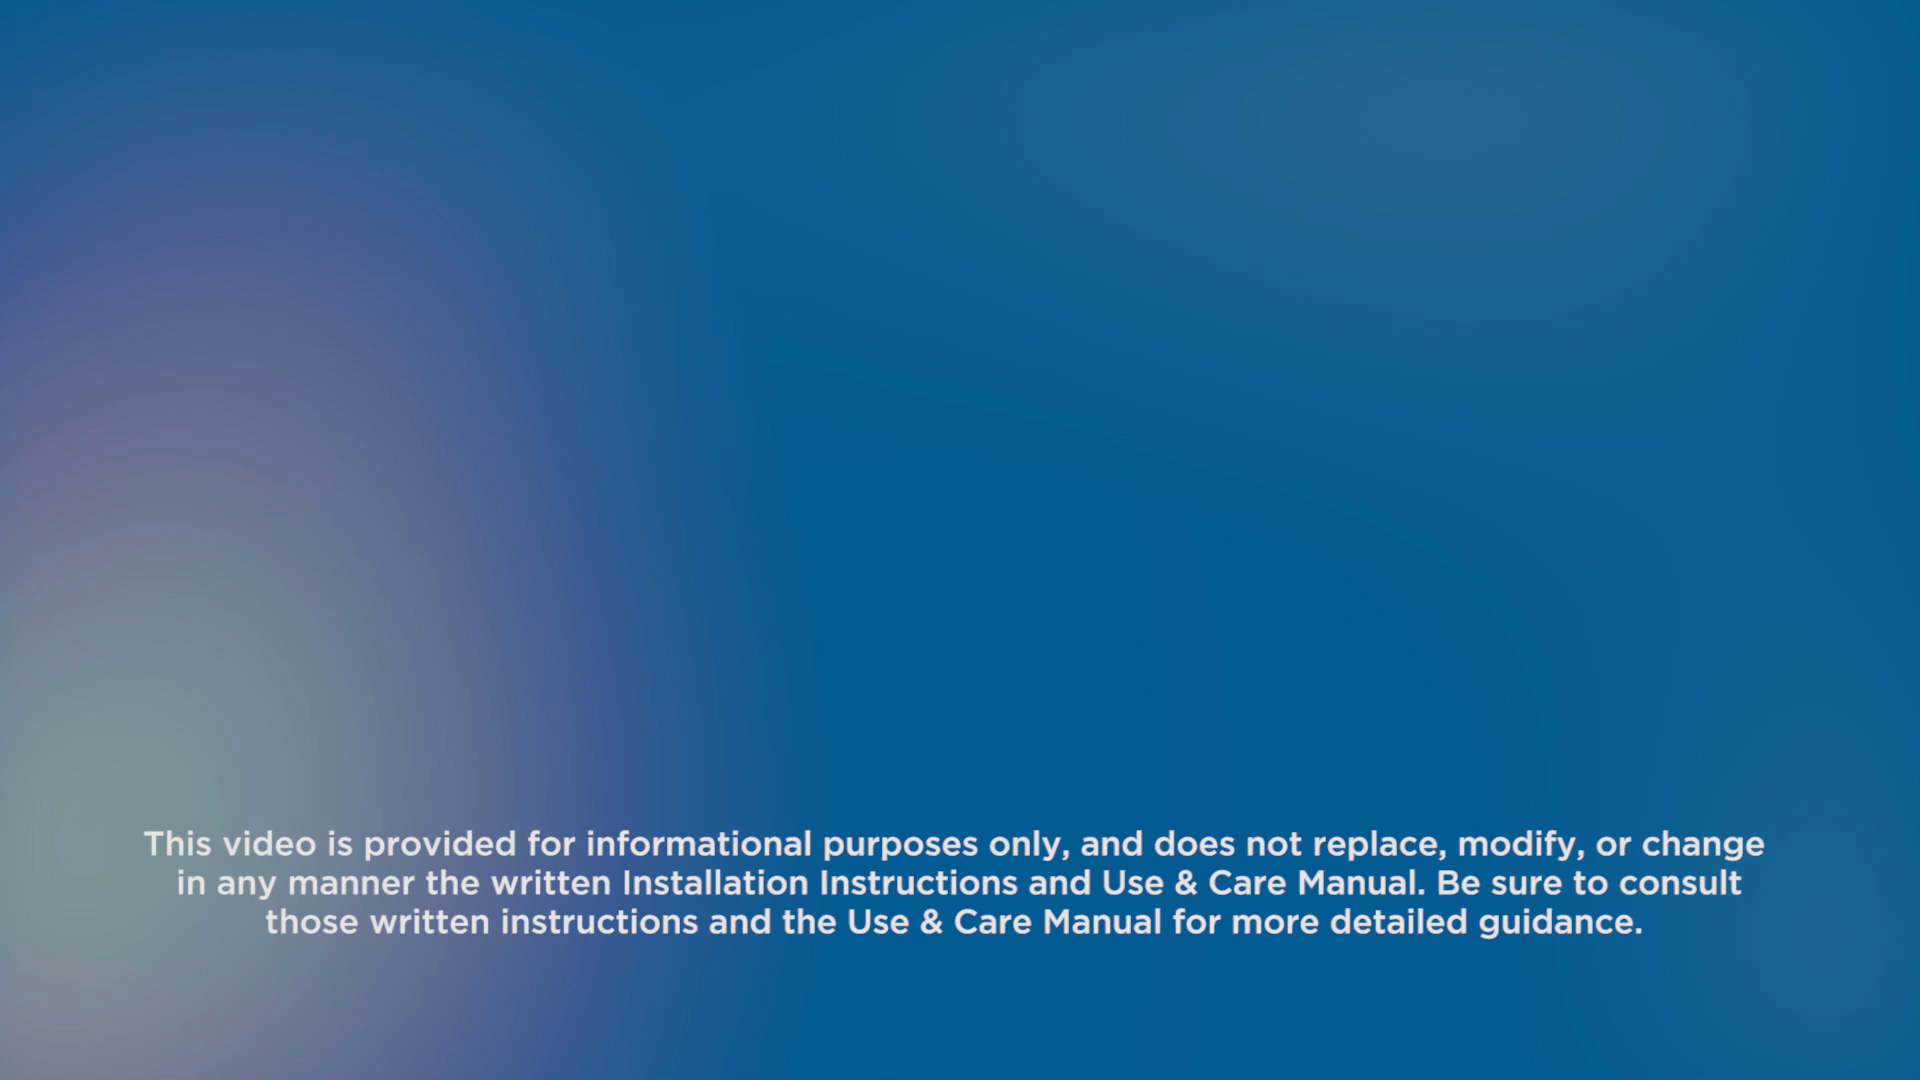 This video is provided for informational purposes only, and does not replace, modify, or change
in any manner the written Installation Instructions and Use & Care Manual. Be sure to consult
those written instructions and the Use & Care Manual for more detailed guidance.